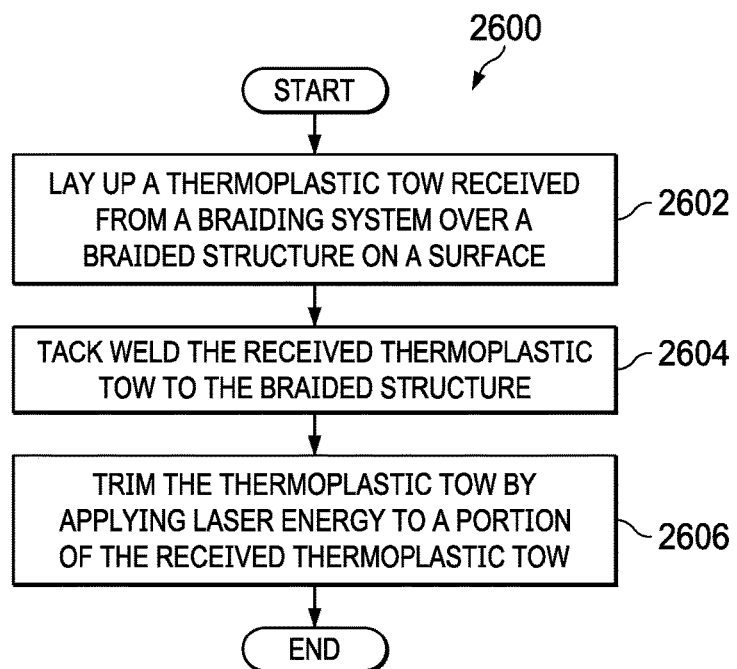 2600
START
LAY UP A THERMOPLASTIC TOW RECEIVED
FROM A BRAIDING SYSTEM OVER A
BRAIDED STRUCTURE ON A SURFACE
2602
TACK WELD THE RECEIVED THERMOPLASTIC
TOW TO THE BRAIDED STRUCTURE
2604
TRIM THE THERMOPLASTIC TOW BY
APPLYING LASER ENERGY TO A PORTION
OF THE RECEIVED THERMOPLASTIC TOW
2606
END